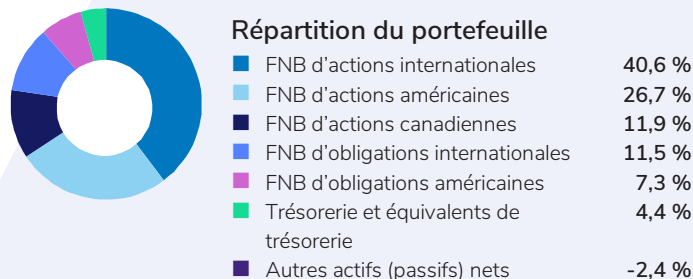 Répartition du portefeuille
FNB d’actions internationales 40,6 %
FNB d’actions américaines 26,7 %
FNB d’actions canadiennes 11,9 %
FNB d’obligations internationales 11,5 %
FNB d’obligations américaines 7,3 %
Trésorerie et équivalents de 4,4 %
trésorerie
Autres actifs (passifs) nets -2,4 %